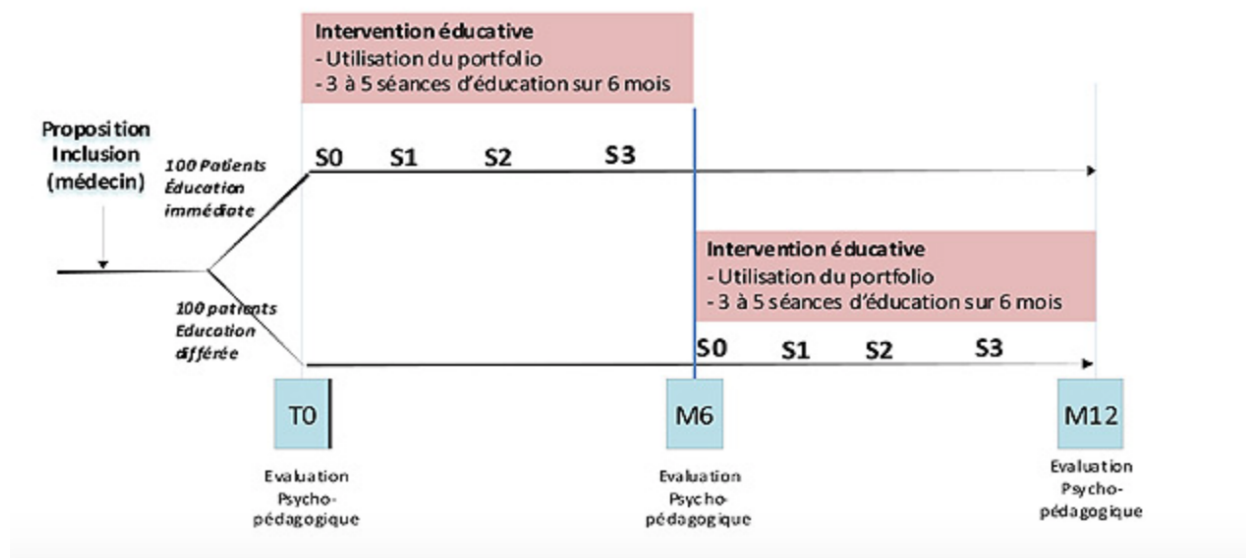 Intervention éducative
- Utilisation du portfolio
- 3 à 5 séances d'éducation sur 6 mois
Proposition
Inclusion
(médecin)
100 Patients
Éducation
immédiate
S0 S1 S2 S3
Intervention éducative
- Utilisation du portfolio
- 3 à 5 séances d'éducation sur 6 mois
100 patients
Education
différée
S0 S1 S2 S3
T0 M6 M12
Evaluation
Psycho-
pédagogique
Evaluation
Psycho-
pédagogique
Evaluation
Psycho-
pédagogique